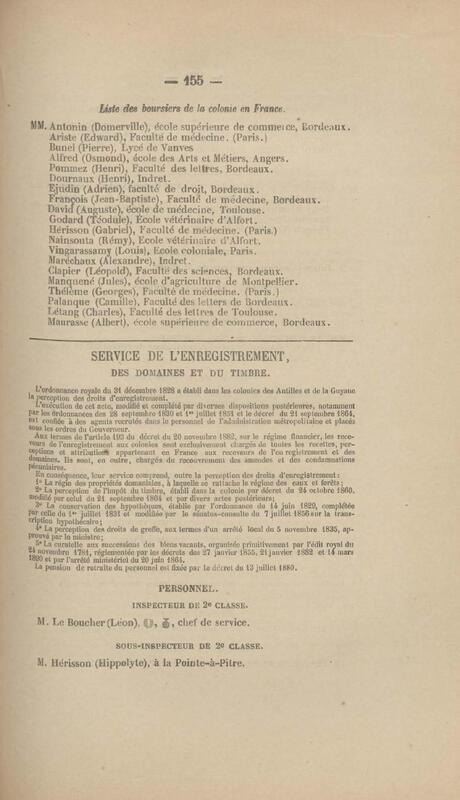 — 155 —
Liste des boursiers de la colonie en France.
MM. Antonin (Domerville), école supérieure de commerce, Bordeaux.
Ariste (Edward), Faculté de médecine. (Paris.)
Bunel (Pierre), Lycé de Vanves
Alfred (Osmond), école des Arts et Métiers, Angers.
Pommez (Henri), Faculté des lettres, Bordeaux.
Dournaux (Henri), Indret.
Ejudin (Adrien), faculté de droit, Bordeaux.
François (Jean-Baptiste), Faculté de médecine, Bordeaux.
David (Auguste), école de médecine, Toulouse.
Godard (Téodule), Ecole vétérinaire d'Alfort.
Hérisson (Gabriel), Faculté de médecine. (Paris.)
Nainsouta (Rémy), Ecole vétérinaire d'Alfort.
Vingarassamy (Louis), Ecole coloniale, Paris.
Maréchaux (Alexandre), Indret.
Clapier (Léopold), Faculté des sciences, Bordeaux.
Manquené (Jules), école d'agriculture de Montpellier.
Thélème (Georges), Faculté de médecine. (Paris.)
Palanque (Camille), Faculté des letters de Bordeaux.
Létang (Charles), Faculté des lettres de Toulouse.
Maurasse (Albert), école supérieure de commerce, Bordeaux.
SERVICE DE L'ENREGISTREMENT,
DES DOMAINES ET DU TIMBRE.
L'ordonnance royale du 31 décembre 1828 a établi dans les colonies des Antilles et de la Guyane
la perception des droits d'enregistrement.
L'exécution de cet acte, modifié et complété par diverses dispositions postérieures, notamment
par les ordonnances des 28 septembre 1830 et 1er juillet 1831 et le décret du 21 septembre 1864,
est confiée à des agents recrutés dans le personnel de l'administration métropolitaine et placés
sous les ordres du Gouverneur.
Aux termes de l'article 193 du décret du 20 novembre 1882, sur le régime financier, les rece-
veurs de l'enregistrement aux colonies sont exclusivement chargés de toutes les recettes, per-
ceptions et attributions appartenant en France aux receveurs de l'en registrement et des
domaines. Ils sont, en outre, chargés du recouvrement des amendes et des condamnations
pécuniaires.
En conséquence, leur service comprend, outre la perception des droits d'enregistrement:
1° La régie des propriétés domaniales, à laquelle se rattache le régime des eaux et forêts;
2° La perception de l'impôt du timbre, établi dans la colonie par décret du 24 octobre 1860,
modifié par celui du 21 septembre 1864 et par divers actes postérieurs;
3° La conservation des hypothèques, établie par l'ordonnance du 14 juin 1829, complétée
par celle du 1er juillet 1831 et modifiée par le sénatus-consulte du 7 juillet 1856 sur la trans-
cription hypothécaire;
4° La perception des droits de greffe, aux termes d'un arrêté local du 5 novembre 1835, ap-
prouvé par le ministre;
5° La curatelle aux successions des biens vacants, organisée primitivement par l'édit royal du
24 novembre 1781, réglementée par les décrets des 27 janvier 1855, 21 janvier 1882 et 14 mars
1890 et par l'arrêté ministériel du 20 juin 1864.
La pension de retraite du personnel est fixée par le décret du 13 juillet 1880.
PERSONNEL.
INSPECTEUR DE 2e CLASSE.
M. Le Boucher (Léon), chef de service.
SOUS-INSPECTEUR DE 2e CLASSE.
M. Hérisson (Hippolyte), à la Pointe-à-Pitre.